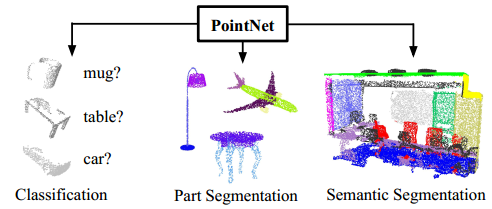 PointNet
mug?
table?
car?
Classification
Part Segmentation
Semantic Segmentation